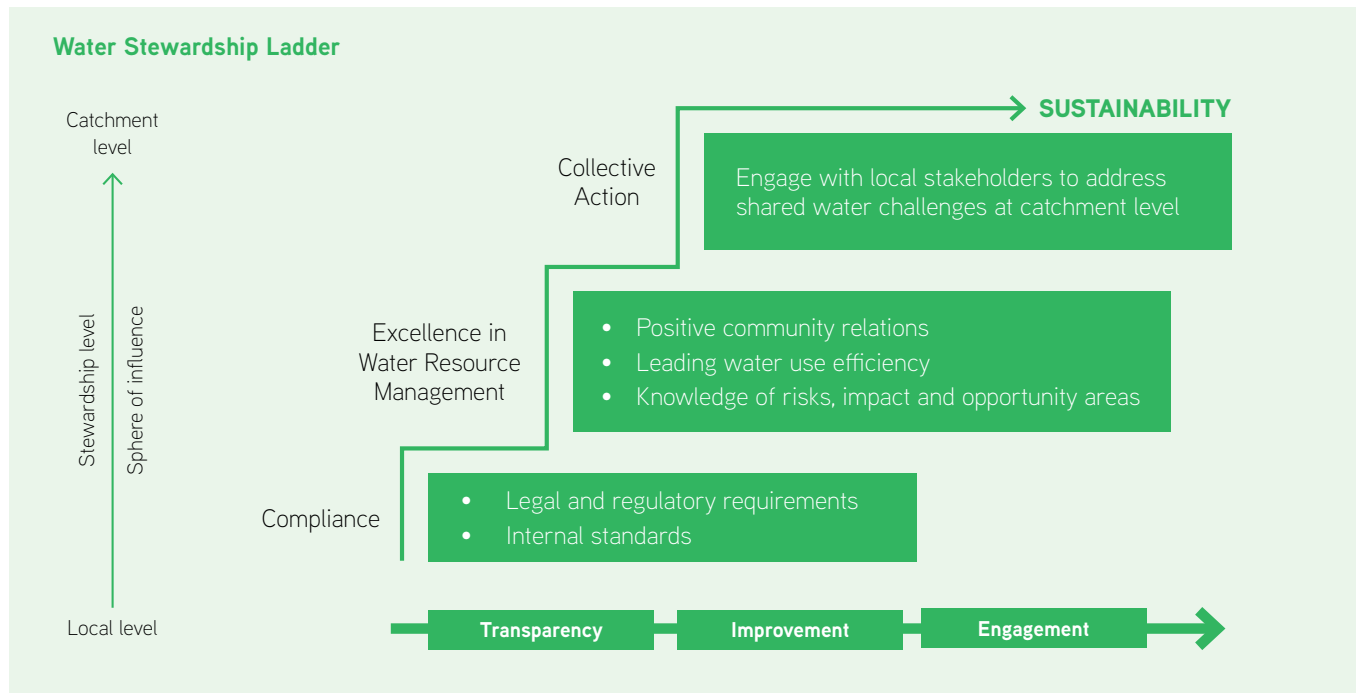 Water Stewardship Ladder
Catchment
level
Stewardship level
Sphere of influence
Local level
SUSTAINABILITY
Collective
Action
Engage with local stakeholders to address
shared water challenges at catchment level
Excellence in
Water Resource
Management
• Positive community relations
• Leading water use efficiency
• Knowledge of risks, impact and opportunity areas
Compliance
• Legal and regulatory requirements
• Internal standards
Transparency
Improvement
Engagement